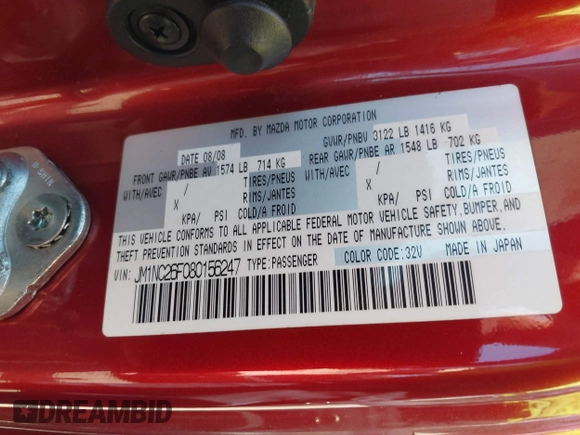 MFD. BY MAZDA MOTOR CORPORATION
DATE 08/08
GVWR/PNBV 3122 LB 1416 KG
FRONT GAWR/PNBE AV 1574 LB 714 KG
REAR GAWR/PNBE AR 1548 LB 702 KG
WITH/AVEC / TIRES/PNEUS
X RIMS/JANTES
KPA/ PSI COLD/A FROID
WITH/AVEC / TIRES/PNEUS
X RIMS/JANTES
KPA/ PSI COLD/A FROID
THIS VEHICLE CONFORMS TO ALL APPLICABLE FEDERAL MOTOR VEHICLE SAFETY, BUMPER, AND
THEFT PREVENTION STANDARDS IN EFFECT ON THE DATE OF MANUFACTURE SHOWN ABOVE.
VIN: JM1NC26F080156247 TYPE: PASSENGER COLOR CODE: 32V MADE IN JAPAN
DREAMBID